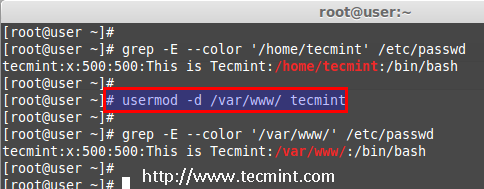 root@user:~
[root@user ~]#
[root@user ~]# grep -E --color '/home/tecmint' /etc/passwd
tecmint:x:500:500:This is Tecmint:/home/tecmint:/bin/bash
[root@user ~]#
[root@user ~]# usermod -d /var/www/ tecmint
[root@user ~]#
[root@user ~]# grep -E --color '/var/www/' /etc/passwd
tecmint:x:500:500:This is Tecmint:/var/www/:/bin/bash
[root@user ~]#
[root@user ~]#
http://www.tecmint.com